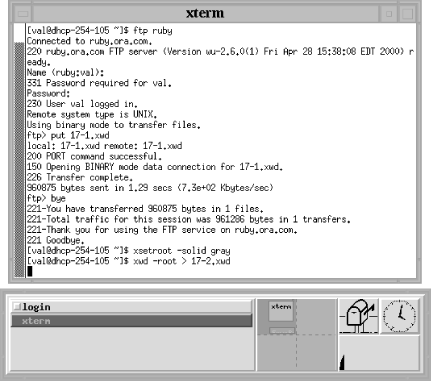 xterm
[val@dhcp-254-105 ~]$ ftp ruby
Connected to ruby.ora.com.
220 ruby.ora.com FTP server (Version wu-2.6.0(1) Fri Apr 28 15:38:08 EDT 2000) r
eady.
Name (ruby:val):
331 Password required for val.
Password:
230 User val logged in.
Remote system type is UNIX.
Using binary mode to transfer files.
ftp> put 17-1.xwd
local: 17-1.xwd remote: 17-1.xwd
200 PORT command successful.
150 Opening BINARY mode data connection for 17-1.xwd.
226 Transfer complete.
960875 bytes sent in 1.29 secs (7.3e+02 Kbytes/sec)
ftp> bye
221-You have transferred 960875 bytes in 1 files.
221-Total traffic for this session was 961286 bytes in 1 transfers.
221-Thank you for using the FTP service on ruby.ora.com.
221 Goodbye.
[val@dhcp-254-105 ~]$ xsetroot -solid gray
[val@dhcp-254-105 ~]$ xwd -root > 17-2.xwd
login
xterm
xterm